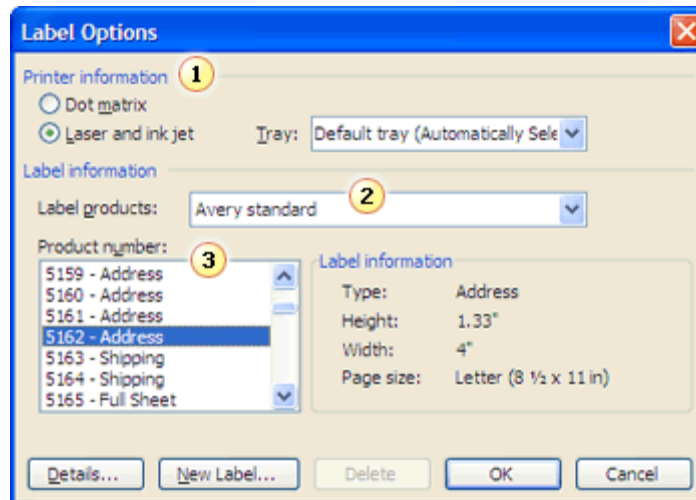 Label Options
Printer information 1
Dot matrix
Laser and ink jet Tray: Default tray (Automatically Sele
Label information
Label products: Avery standard 2
Product number: 3
5159 - Address
5160 - Address
5161 - Address
5162 - Address
5163 - Shipping
5164 - Shipping
5165 - Full Sheet
Label information
Type: Address
Height: 1.33"
Width: 4"
Page size: Letter (8 ½ x 11 in)
Details... New Label... Delete OK Cancel